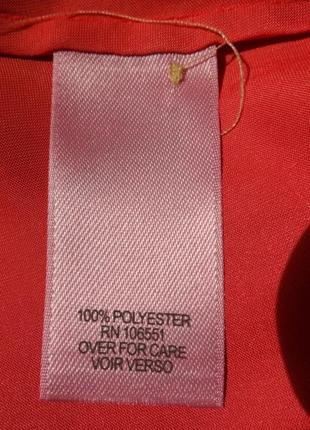 100% POLYESTER
RN 106551
OVER FOR CARE
VOIR VERSO